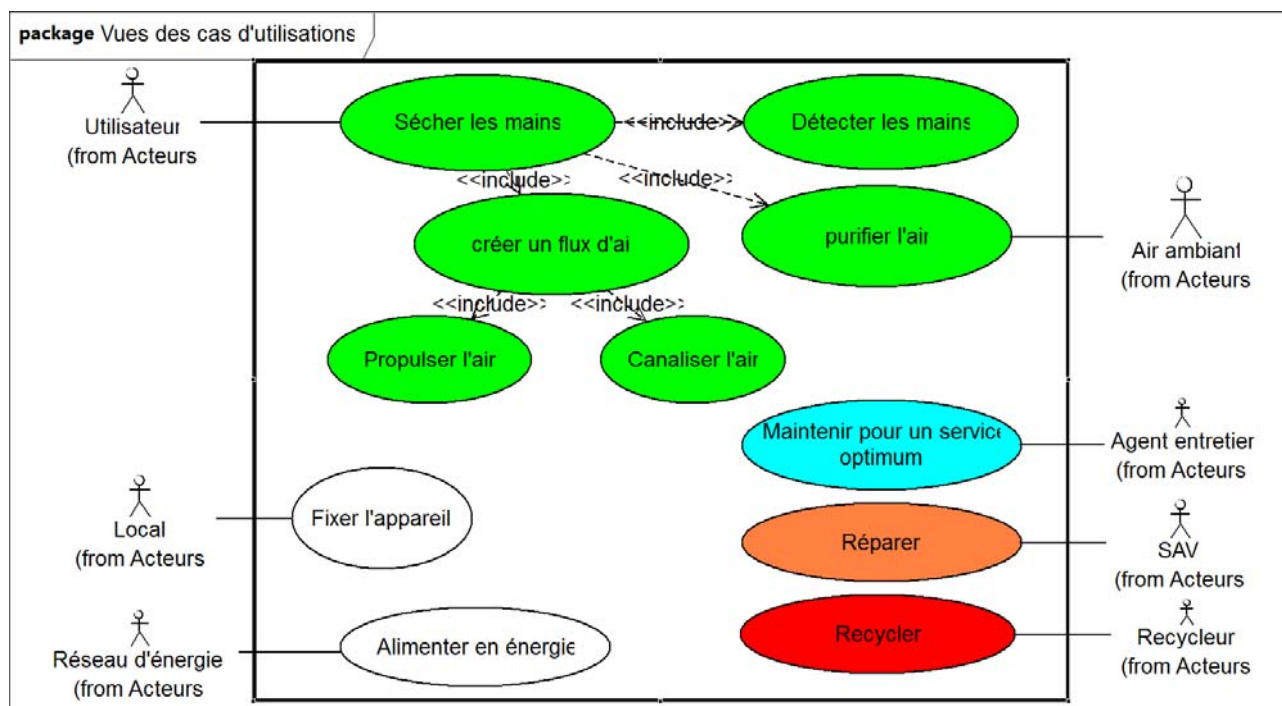 package Vues des cas d'utilisations
Utilisateur
(from Acteurs
Sécher les mains
<<include>>
Détecter les mains
<<include>>
<<include>>
créer un flux d'ai
purifier l'air
Air ambiant
(from Acteurs
<<include>>
<<include>>
Propulser l'air
Canaliser l'air
Maintenir pour un service
optimum
Agent entretier
(from Acteurs
Local
(from Acteurs
Fixer l'appareil
Réparer
SAV
(from Acteurs
Réseau d'énergie
(from Acteurs
Alimenter en énergie
Recycler
Recycleur
(from Acteurs